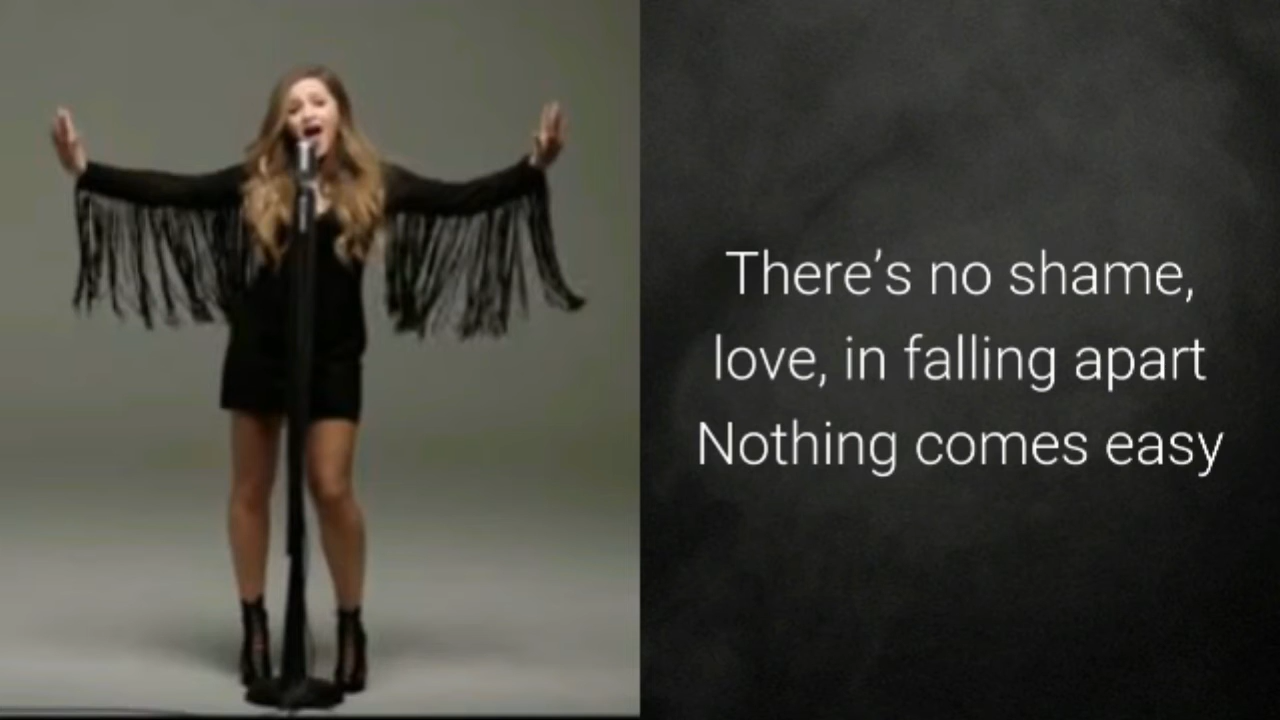 There’s no shame,
love, in falling apart
Nothing comes easy